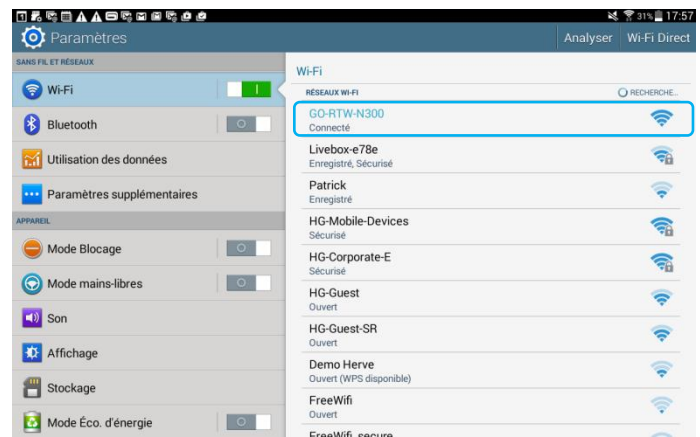 31% 17:57
Paramètres
Analyser
Wi-Fi Direct
SANS FIL ET RÉSEAUX
Wi-Fi
Bluetooth
Utilisation des données
Paramètres supplémentaires
APPAREIL
Mode Blocage
Mode mains-libres
Son
Affichage
Stockage
Mode Éco. d'énergie
Wi-Fi
RÉSEAUX WI-FI
RECHERCHE...
GO-RTW-N300
Connecté
Livebox-e78e
Enregistré, Sécurisé
Patrick
Enregistré
HG-Mobile-Devices
Sécurisé
HG-Corporate-E
Sécurisé
HG-Guest
Ouvert
HG-Guest-SR
Ouvert
Demo Herve
Ouvert (WPS disponible)
FreeWifi
Ouvert
FreeWifi_secure